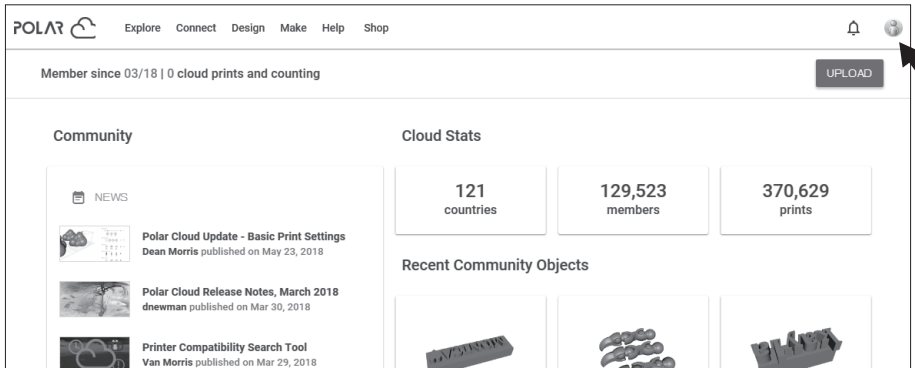 POLAR
Explore Connect Design Make Help Shop
Member since 03/18 | 0 cloud prints and counting
UPLOAD
Community
NEWS
Polar Cloud Update - Basic Print Settings
Dean Morris published on May 23, 2018
Polar Cloud Release Notes, March 2018
dnewman published on Mar 30, 2018
Printer Compatibility Search Tool
Van Morris published on Mar 29, 2018
Cloud Stats
121
countries
129,523
members
370,629
prints
Recent Community Objects